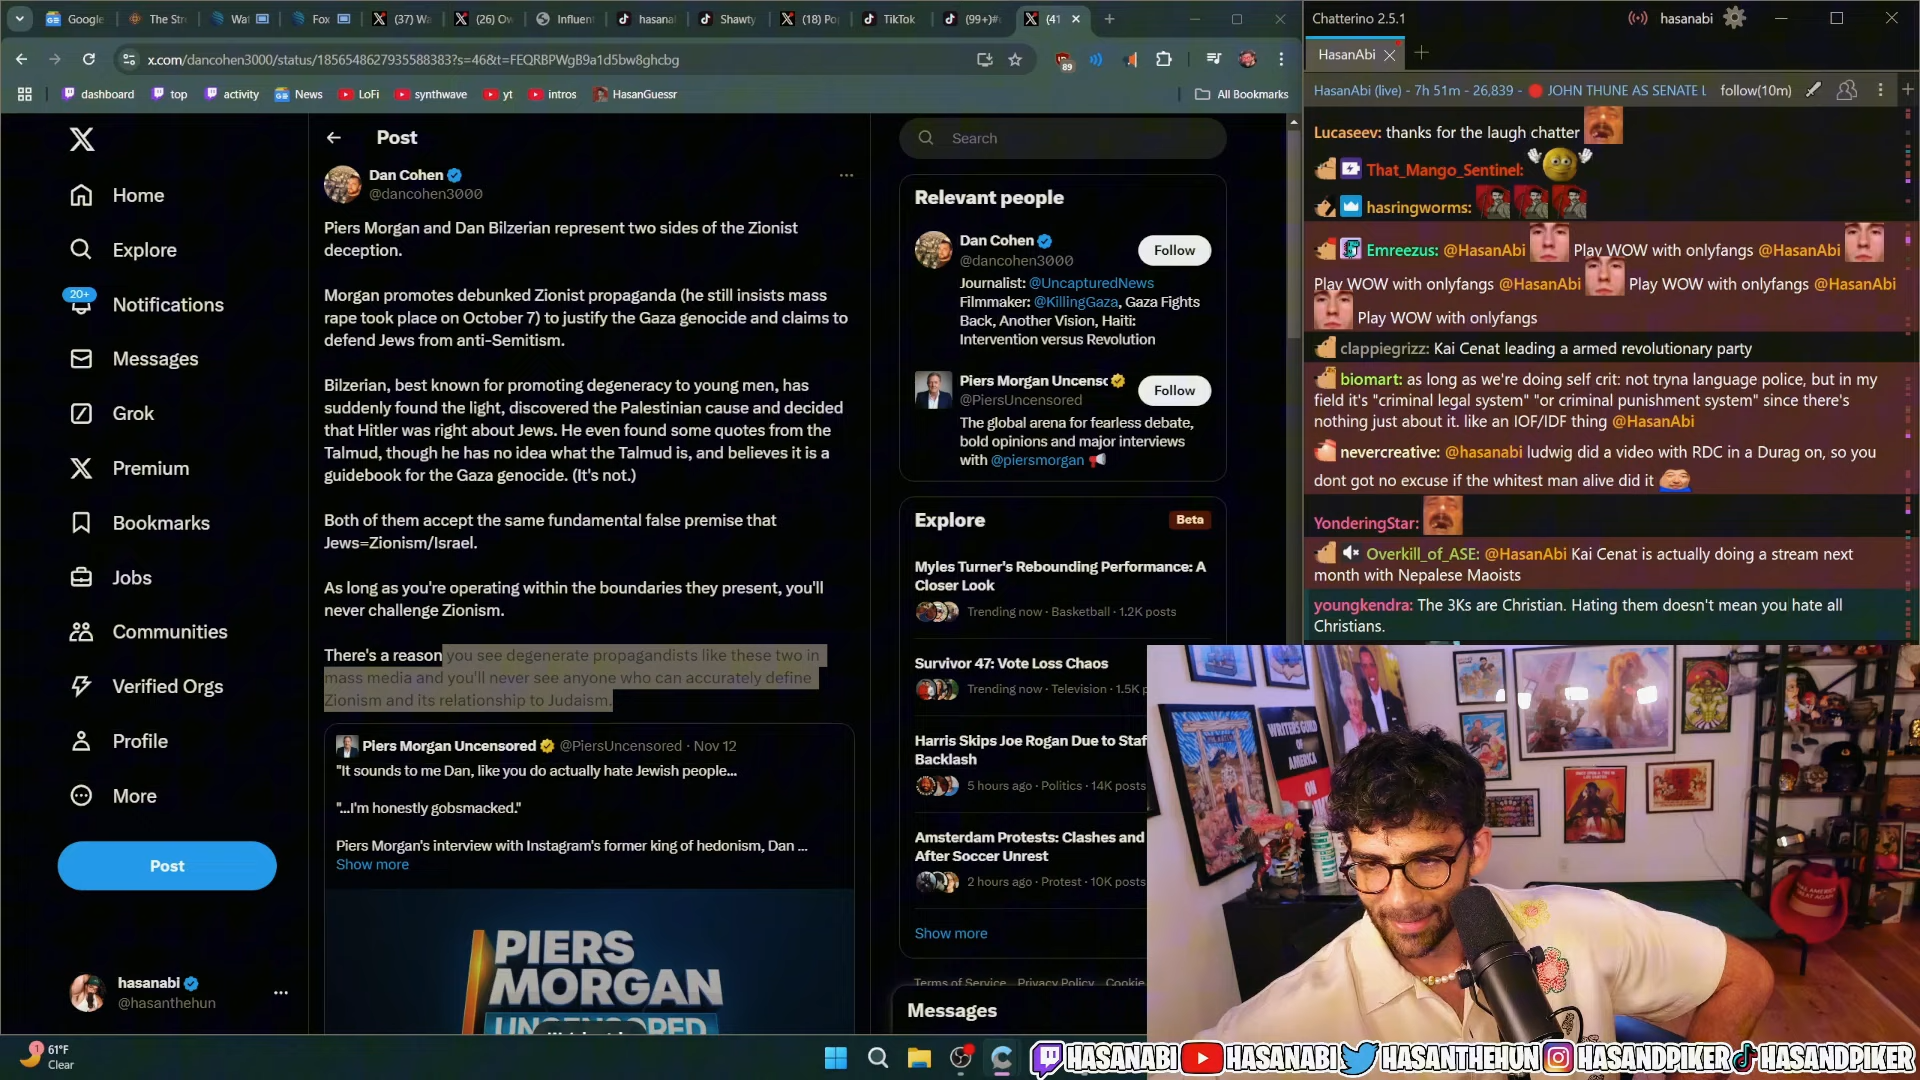 Google
The Str
Wat
Fox
(37) Wa
(26) Ow
Influen
hasana
Shawty
(18) Po
TikTok
(99+)
(41
x.com/dancohen3000/status/1856548627935588383?s=46&t=FEQRBPWgB9a1d5bw8ghcbg
89
dashboard
top
activity
News
LoFi
synthwave
yt
intros
HasanGuessr
All Bookmarks
Home
Explore
20+
Notifications
Messages
Grok
Premium
Bookmarks
Jobs
Communities
Verified Orgs
Profile
More
Post
hasanabi
@hasanthehun
Post
Dan Cohen
@dancohen3000
Piers Morgan and Dan Bilzerian represent two sides of the Zionist
deception.
Morgan promotes debunked Zionist propaganda (he still insists mass
rape took place on October 7) to justify the Gaza genocide and claims to
defend Jews from anti-Semitism.
Bilzerian, best known for promoting degeneracy to young men, has
suddenly found the light, discovered the Palestinian cause and decided
that Hitler was right about Jews. He even found some quotes from the
Talmud, though he has no idea what the Talmud is, and believes it is a
guidebook for the Gaza genocide. (It's not.)
Both of them accept the same fundamental false premise that
Jews=Zionism/Israel.
As long as you're operating within the boundaries they present, you'll
never challenge Zionism.
There's a reason you see degenerate propagandists like these two in
mass media and you'll never see anyone who can accurately define
Zionism and its relationship to Judaism.
Piers Morgan Uncensored @PiersUncensored · Nov 12
"It sounds to me Dan, like you do actually hate Jewish people...
"...I'm honestly gobsmacked."
Piers Morgan's interview with Instagram's former king of hedonism, Dan ...
Show more
PIERS
MORGAN
UNCENSORED
Search
Relevant people
Dan Cohen
@dancohen3000
Follow
Journalist: @UncapturedNews
Filmmaker: @KillingGaza, Gaza Fights
Back, Another Vision, Haiti:
Intervention versus Revolution
Piers Morgan Uncensc
@PiersUncensored
Follow
The global arena for fearless debate,
bold opinions and major interviews
with @piersmorgan
Explore
Beta
Myles Turner's Rebounding Performance: A
Closer Look
Trending now · Basketball · 1.2K posts
Survivor 47: Vote Loss Chaos
Trending now · Television · 1.5K p
Harris Skips Joe Rogan Due to Staf
Backlash
5 hours ago · Politics · 14K posts
Amsterdam Protests: Clashes and
After Soccer Unrest
2 hours ago · Protest · 10K posts
Show more
Terms of Service Privacy Policy Cookie
Messages
Chatterino 2.5.1
hasanabi
HasanAbi
HasanAbi (live) - 7h 51m - 26,839 - JOHN THUNE AS SENATE L
follow(10m)
Lucaseev: thanks for the laugh chatter
That_Mango_Sentinel:
hasringworms:
Emreezus: @HasanAbi Play WOW with onlyfangs @HasanAbi
Play WOW with onlyfangs @HasanAbi Play WOW with onlyfangs @HasanAbi
Play WOW with onlyfangs
clappiegrizz: Kai Cenat leading a armed revolutionary party
biomart: as long as we're doing self crit: not tryna language police, but in my
field it's "criminal legal system" "or criminal punishment system" since there's
nothing just about it. like an IOF/IDF thing @HasanAbi
nevercreative: @hasanabi ludwig did a video with RDC in a Durag on, so you
dont got no excuse if the whitest man alive did it
YonderingStar:
Overkill_of_ASE: @HasanAbi Kai Cenat is actually doing a stream next
month with Nepalese Maoists
youngkendra: The 3Ks are Christian. Hating them doesn't mean you hate all
Christians.
WRITERS GUILD
OF
AMERICA
ON
1
61°F
Clear
HASANABI
HASANABI
HASANTHEHUN
HASANDPIKER
HASANDPIKER